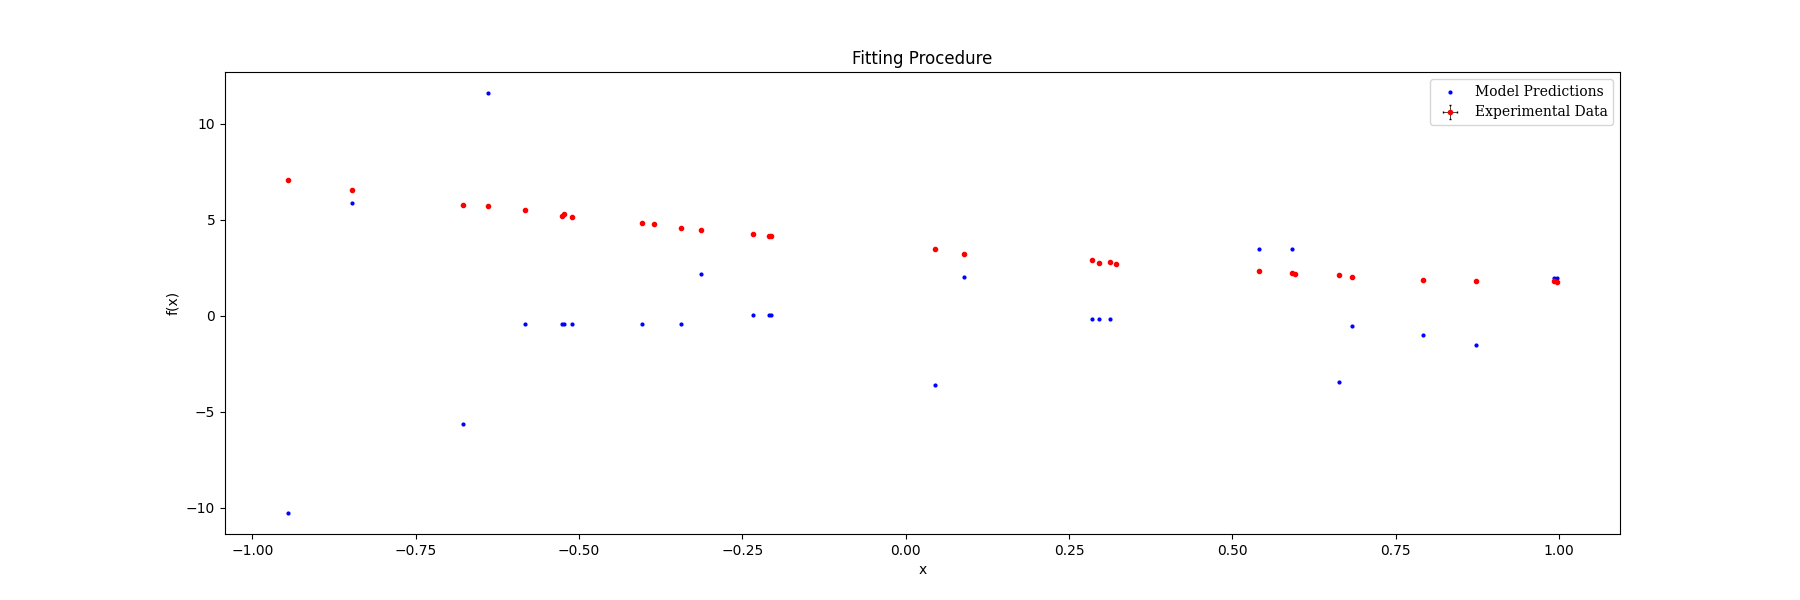 Fitting Procedure
Model Predictions
Experimental Data
f(x)
10
5
0
−5
−10
−1.00 −0.75 −0.50 −0.25 0.00 0.25 0.50 0.75 1.00
x